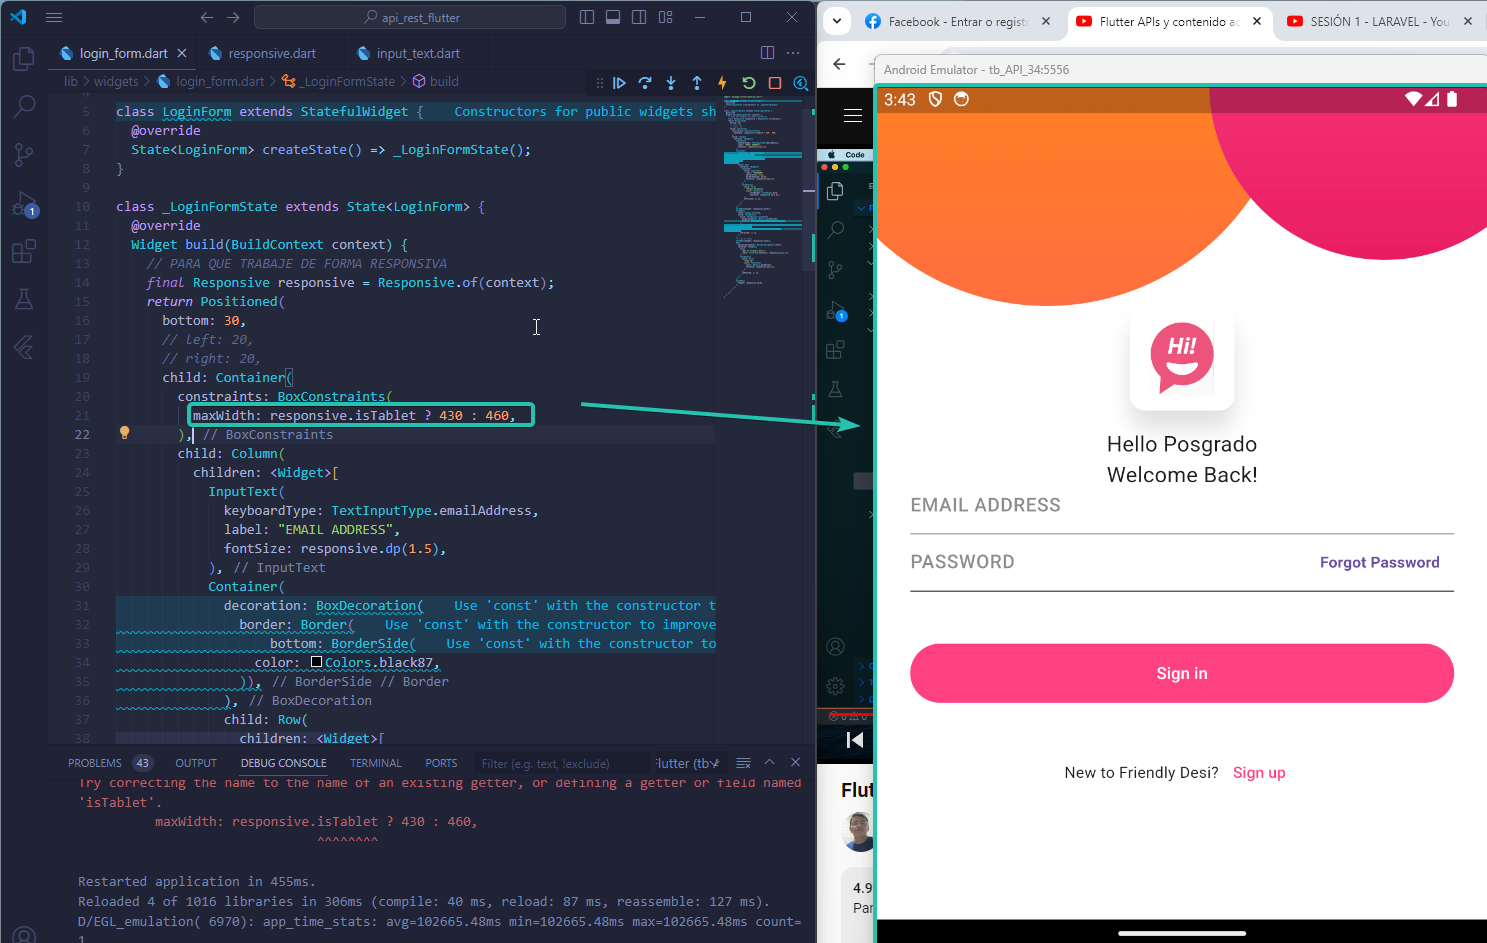 api_rest_flutter
login_form.dart
responsive.dart
input_text.dart
lib > widgets > login_form.dart > _LoginFormState > build
5 class LoginForm extends StatefulWidget {    Constructors for public widgets sh
6 @override
7 State<LoginForm> createState() => _LoginFormState();
8 }
9
10 class _LoginFormState extends State<LoginForm> {
11 @override
12 Widget build(BuildContext context) {
13 // PARA QUE TRABAJE DE FORMA RESPONSIVA
14 final Responsive responsive = Responsive.of(context);
15 return Positioned(
16 bottom: 30,
17 // left: 20,
18 // right: 20,
19 child: Container(
20 constraints: BoxConstraints(
21 maxWidth: responsive.isTablet ? 430 : 460,
22 ), // BoxConstraints
23 child: Column(
24 children: <Widget>[
25 InputText(
26 keyboardType: TextInputType.emailAddress,
27 label: "EMAIL ADDRESS",
28 fontSize: responsive.dp(1.5),
29 ), // InputText
30 Container(
31 decoration: BoxDecoration(    Use 'const' with the constructor t
32 border: Border(    Use 'const' with the constructor to improve
33 bottom: BorderSide(    Use 'const' with the constructor to
34 color: Colors.black87,
35 )), // BorderSide // Border
36 ), // BoxDecoration
37 child: Row(
38 children: <Widget>[
1
PROBLEMS 43 OUTPUT DEBUG CONSOLE TERMINAL PORTS Filter (e.g. text, !exclude) Flutter (tb
Try correcting the name to the name of an existing getter, or defining a getter or field named
'isTablet'.
maxWidth: responsive.isTablet ? 430 : 460,
^^^^^^^^
Restarted application in 455ms.
Reloaded 4 of 1016 libraries in 306ms (compile: 40 ms, reload: 87 ms, reassemble: 127 ms).
D/EGL_emulation( 6970): app_time_stats: avg=102665.48ms min=102665.48ms max=102665.48ms count=
1
Facebook - Entrar o regist
Flutter APIs y contenido ac
SESIÓN 1 - LARAVEL - You
Android Emulator - tb_API_34:5556
Code
1
Flut
4.9
Par
3:43
Hi!
Hello Posgrado
Welcome Back!
EMAIL ADDRESS
PASSWORD
Forgot Password
Sign in
New to Friendly Desi? Sign up